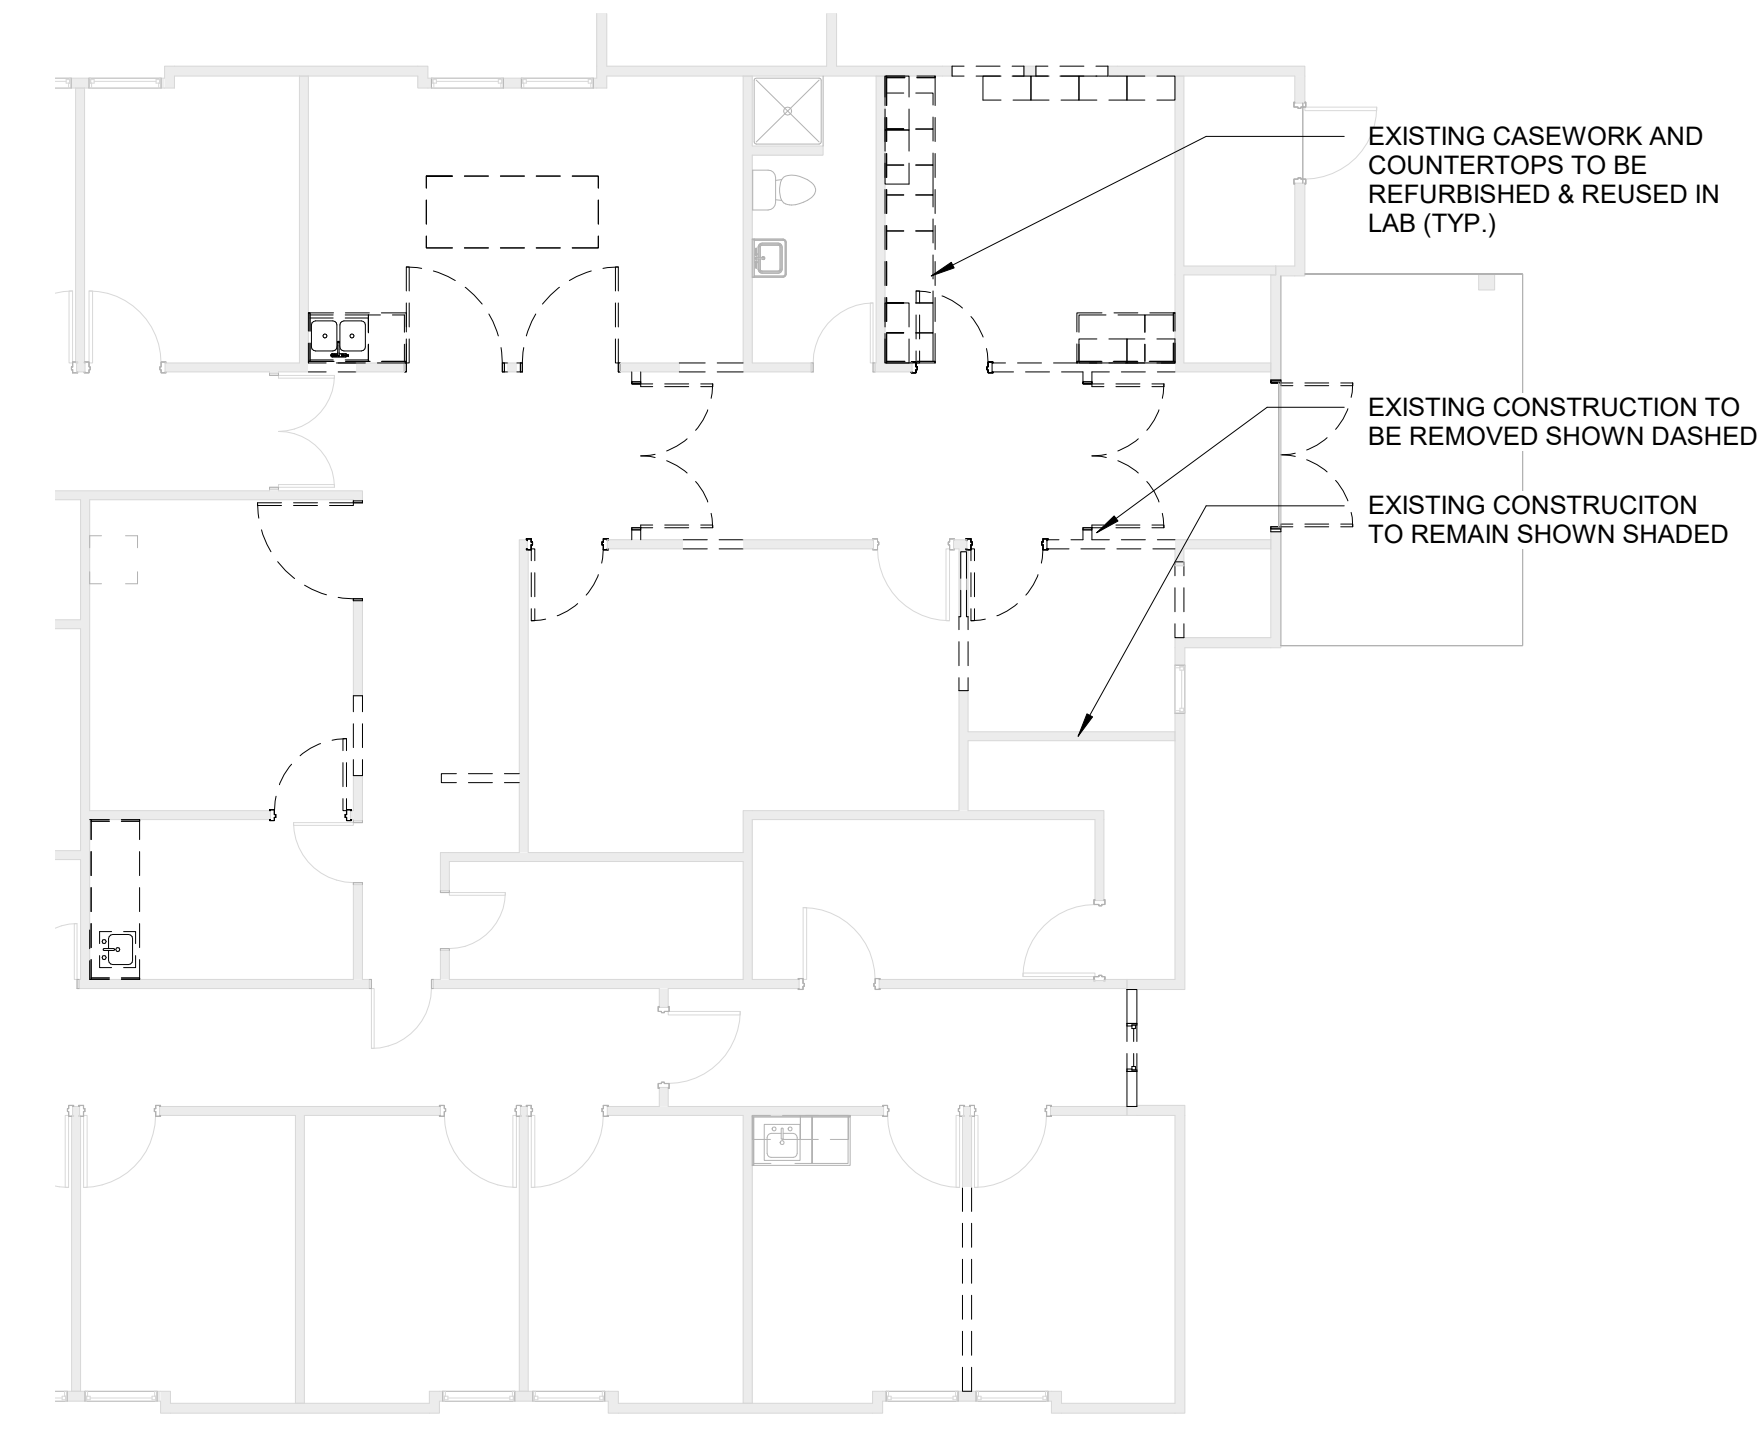 EXISTING CASEWORK AND
COUNTERTOPS TO BE
REFURBISHED & REUSED IN
LAB (TYP.)
EXISTING CONSTRUCTION TO
BE REMOVED SHOWN DASHED
EXISTING CONSTRUCITON
TO REMAIN SHOWN SHADED